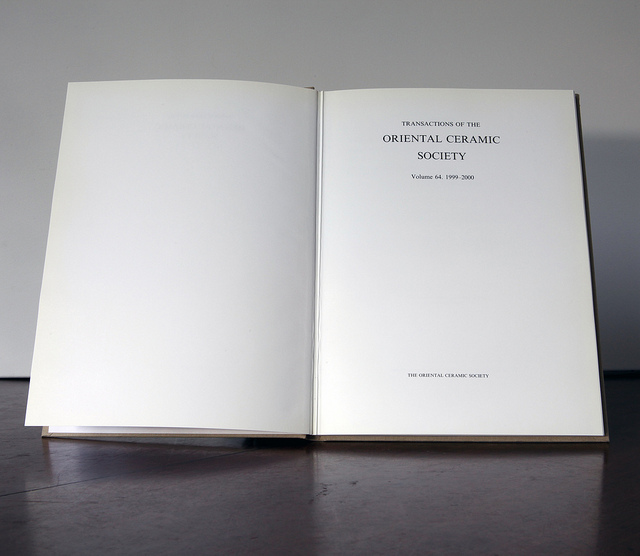 TRANSACTIONS OF THE
ORIENTAL CERAMIC
SOCIETY
Volume 64. 1999–2000
THE ORIENTAL CERAMIC SOCIETY